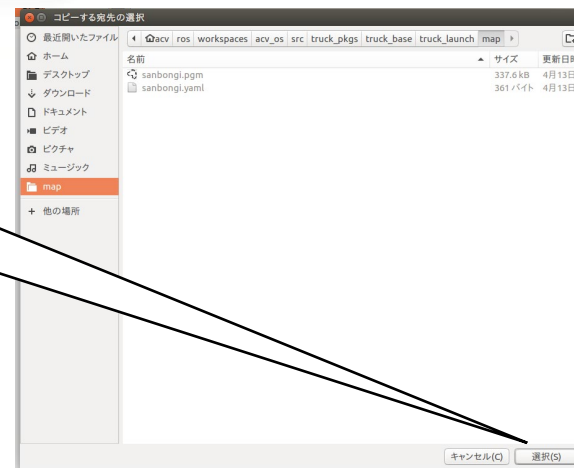 コピーする宛先の選択
最近開いたファイル
ホーム
デスクトップ
ダウンロード
ドキュメント
ビデオ
ピクチャ
ミュージック
map
+ 他の場所
acv ros workspaces acv_os src truck_pkgs truck_base truck_launch map
名前 サイズ 更新日時
sanbongi.pgm 337.6 kB 4月13日
sanbongi.yaml 361 バイト 4月13日
キャンセル(C) 選択(S)